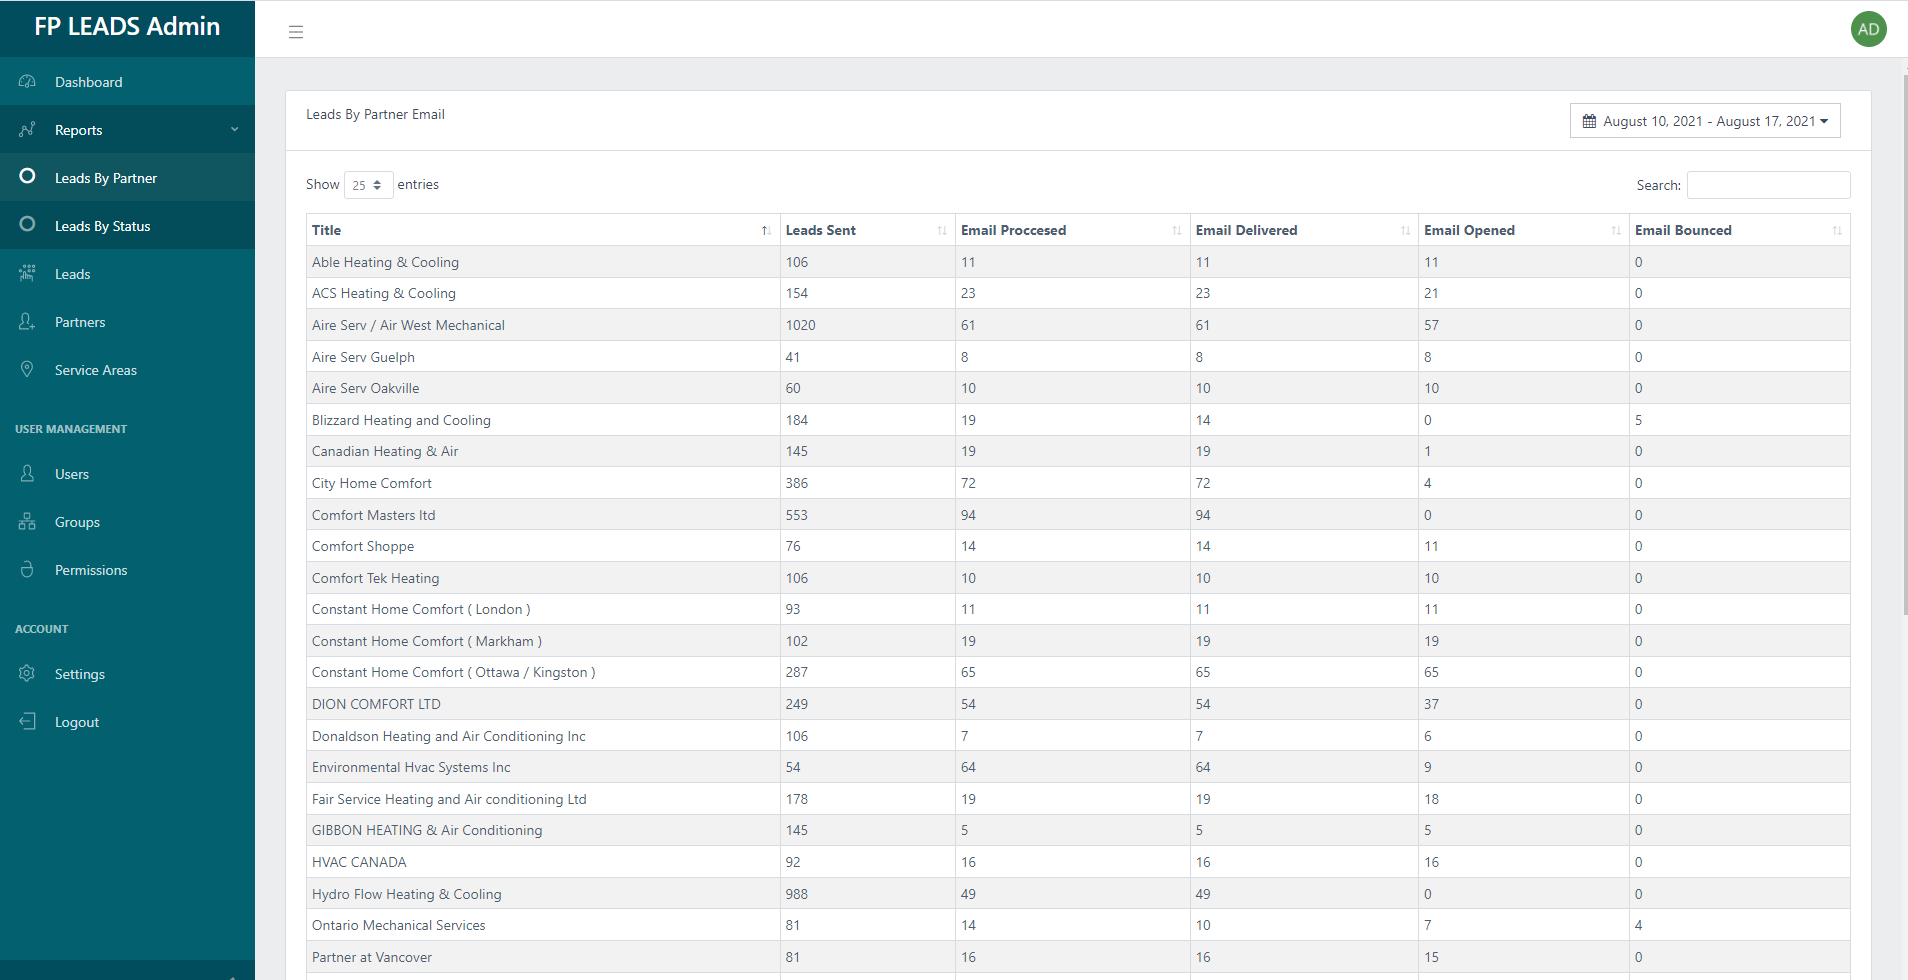 FP LEADS Admin
AD
Dashboard
Reports
Leads By Partner
Leads By Status
Leads
Partners
Service Areas
USER MANAGEMENT
Users
Groups
Permissions
ACCOUNT
Settings
Logout
Leads By Partner Email
August 10, 2021 - August 17, 2021
Show 25 entries
Search:
Title Leads Sent Email Proccesed Email Delivered Email Opened Email Bounced
Able Heating & Cooling 106 11 11 11 0
ACS Heating & Cooling 154 23 23 21 0
Aire Serv / Air West Mechanical 1020 61 61 57 0
Aire Serv Guelph 41 8 8 8 0
Aire Serv Oakville 60 10 10 10 0
Blizzard Heating and Cooling 184 19 14 0 5
Canadian Heating & Air 145 19 19 1 0
City Home Comfort 386 72 72 4 0
Comfort Masters ltd 553 94 94 0 0
Comfort Shoppe 76 14 14 11 0
Comfort Tek Heating 106 10 10 10 0
Constant Home Comfort ( London ) 93 11 11 11 0
Constant Home Comfort ( Markham ) 102 19 19 19 0
Constant Home Comfort ( Ottawa / Kingston ) 287 65 65 65 0
DION COMFORT LTD 249 54 54 37 0
Donaldson Heating and Air Conditioning Inc 106 7 7 6 0
Environmental Hvac Systems Inc 54 64 64 9 0
Fair Service Heating and Air conditioning Ltd 178 19 19 18 0
GIBBON HEATING & Air Conditioning 145 5 5 5 0
HVAC CANADA 92 16 16 16 0
Hydro Flow Heating & Cooling 988 49 49 0 0
Ontario Mechanical Services 81 14 10 7 4
Partner at Vancover 81 16 16 15 0